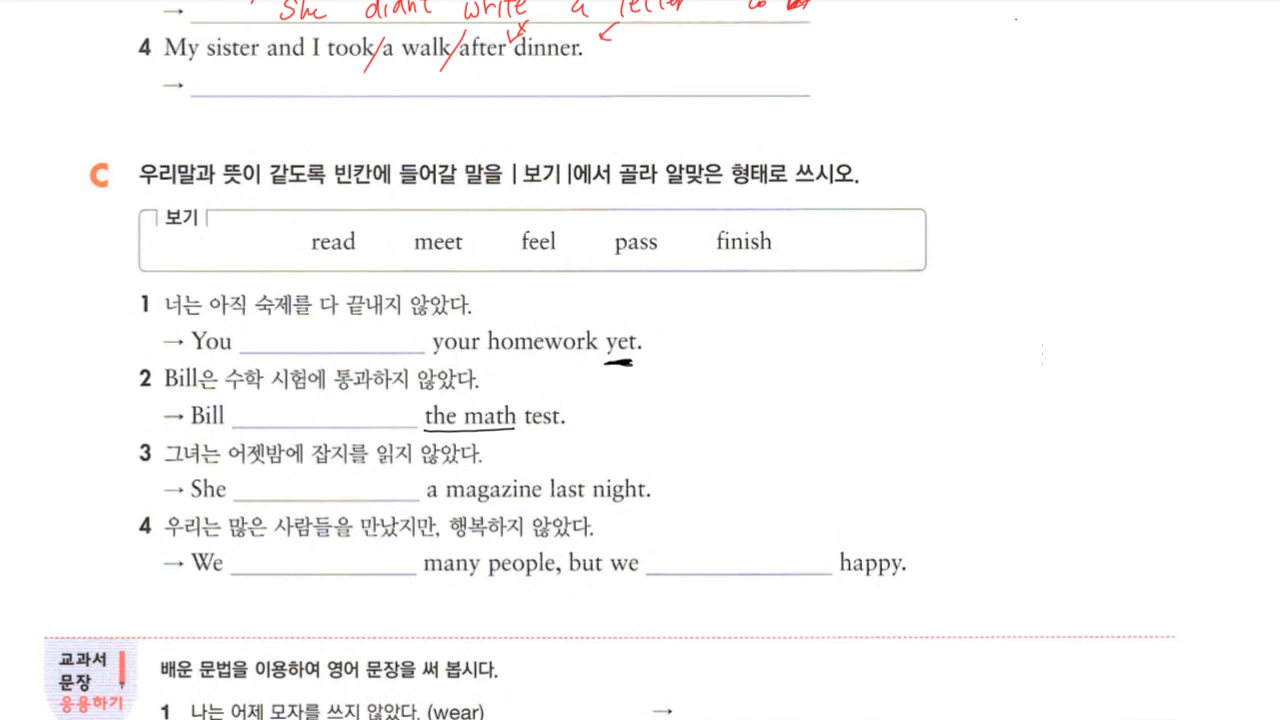 → She didn't write a letter to
4 My sister and I took/a walk/after dinner.
→
C 우리말과 뜻이 같도록 빈칸에 들어갈 말을 |보기|에서 골라 알맞은 형태로 쓰시오.
보기
read meet feel pass finish
1 너는 아직 숙제를 다 끝내지 않았다.
→ You ____________ your homework yet.
2 Bill은 수학 시험에 통과하지 않았다.
→ Bill ____________ the math test.
3 그녀는 어젯밤에 잡지를 읽지 않았다.
→ She ____________ a magazine last night.
4 우리는 많은 사람들을 만났지만, 행복하지 않았다.
→ We ____________ many people, but we ____________ happy.
교과서
문장
응용하기
배운 문법을 이용하여 영어 문장을 써 봅시다.
1 나는 어제 모자를 쓰지 않았다. (wear) →